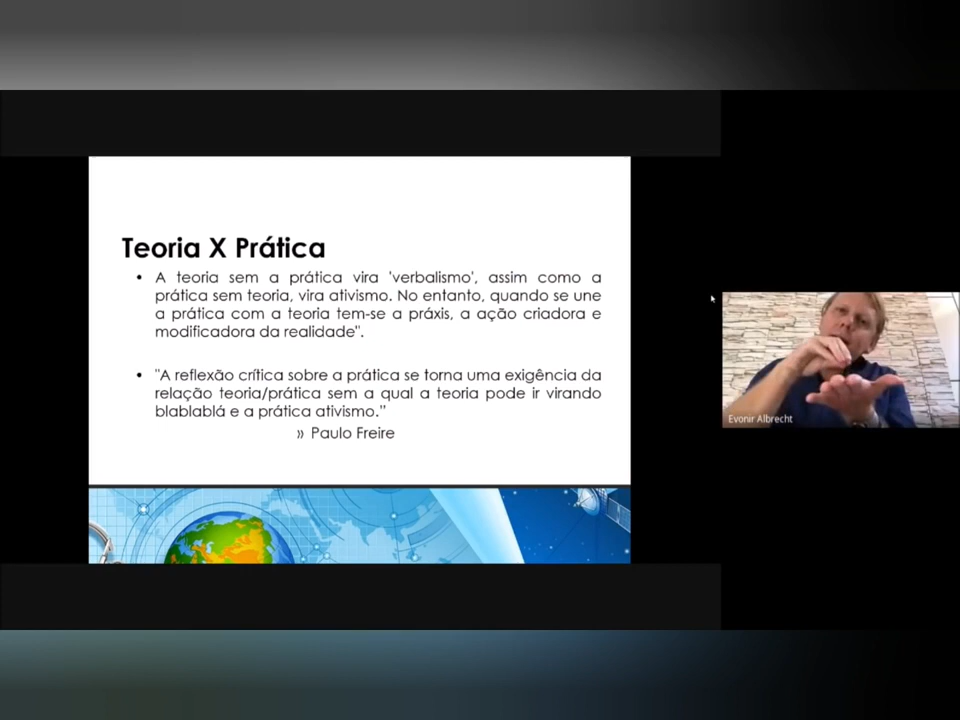 Teoria X Prática
• A teoria sem a prática vira 'verbalismo', assim como a
prática sem teoria, vira ativismo. No entanto, quando se une
a prática com a teoria tem-se a práxis, a ação criadora e
modificadora da realidade".
• "A reflexão crítica sobre a prática se torna uma exigência da
relação teoria/prática sem a qual a teoria pode ir virando
blablablá e a prática ativismo."
» Paulo Freire
Evonir Albrecht